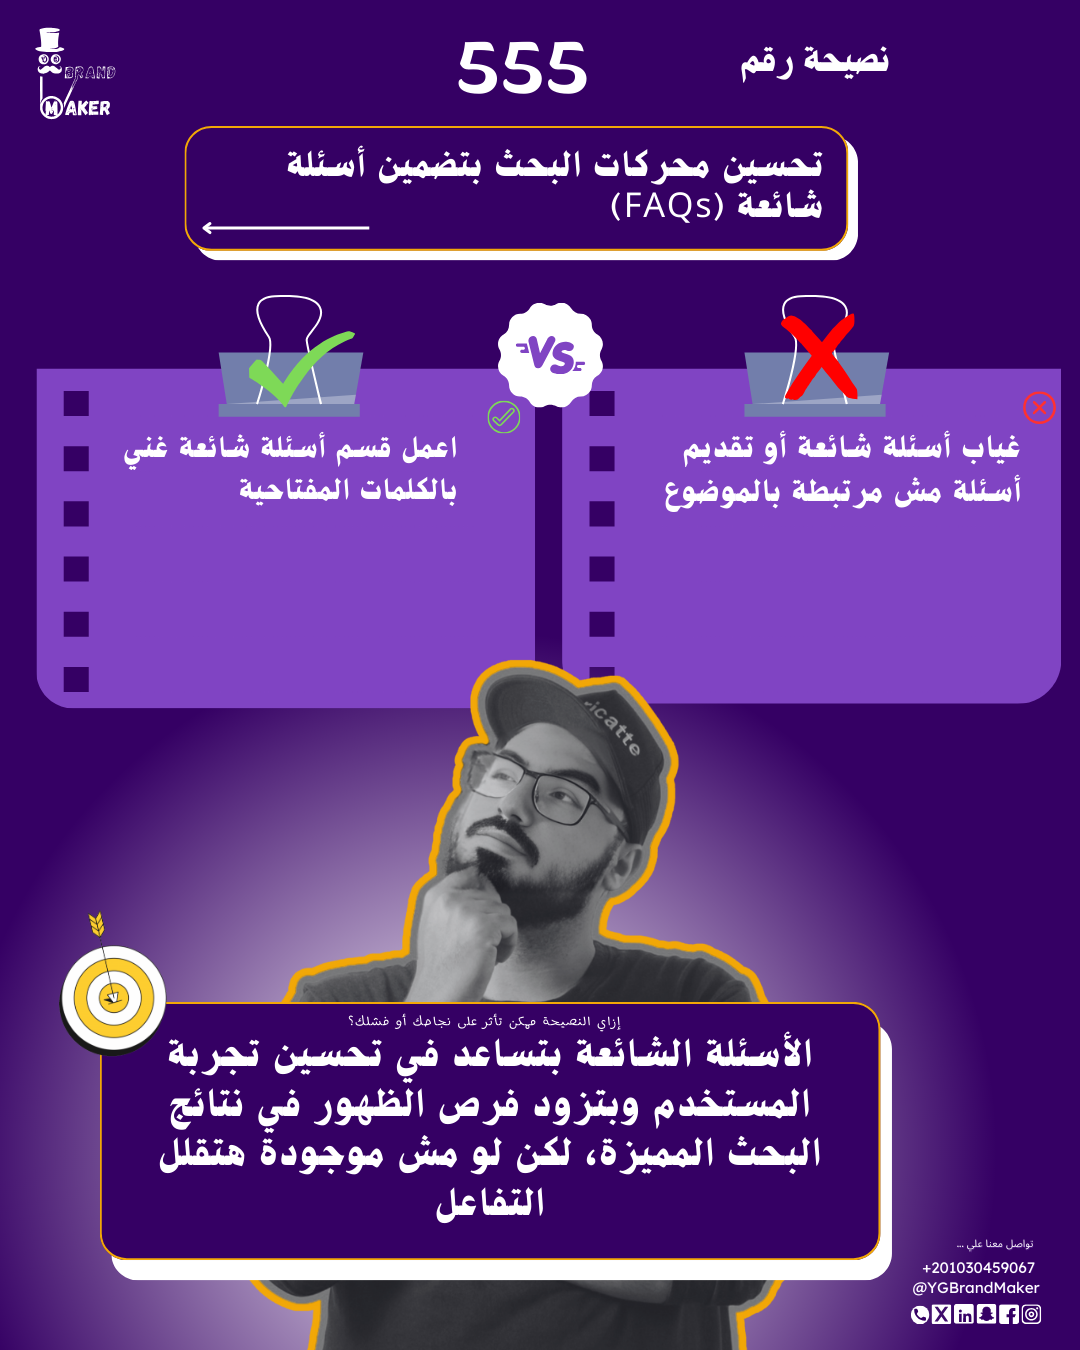 BRAND
MAKER
نصيحة رقم 555
تحسين محركات البحث بتضمين أسئلة
شائعة (FAQs)
VS
غياب أسئلة شائعة أو تقديم
أسئلة مش مرتبطة بالموضوع
اعمل قسم أسئلة شائعة غني
بالكلمات المفتاحية
icatte
إزاي النصيحة ممكن تأثر على نجاحك أو فشلك؟
الأسئلة الشائعة بتساعد في تحسين تجربة
المستخدم وبتزود فرص الظهور في نتائج
البحث المميزة، لكن لو مش موجودة هتقلل
التفاعل
تواصل معنا علي ...
+201030459067
@YGBrandMaker